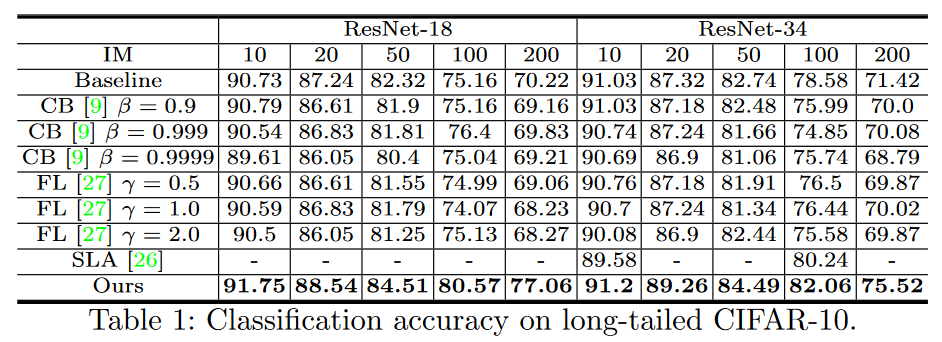 ResNet-18 ResNet-34
IM 10 20 50 100 200 10 20 50 100 200
Baseline 90.73 87.24 82.32 75.16 70.22 91.03 87.32 82.74 78.58 71.42
CB [9] β = 0.9 90.79 86.61 81.9 75.16 69.16 91.03 87.18 82.48 75.99 70.0
CB [9] β = 0.999 90.54 86.83 81.81 76.4 69.83 90.74 87.24 81.66 74.85 70.08
CB [9] β = 0.9999 89.61 86.05 80.4 75.04 69.21 90.69 86.9 81.06 75.74 68.79
FL [27] γ = 0.5 90.66 86.61 81.55 74.99 69.06 90.76 87.18 81.91 76.5 69.87
FL [27] γ = 1.0 90.59 86.83 81.79 74.07 68.23 90.7 87.24 81.34 76.44 70.02
FL [27] γ = 2.0 90.5 86.05 81.25 75.13 68.27 90.08 86.9 82.44 75.58 69.87
SLA [26] - - - - - 89.58 - - 80.24 -
Ours 91.75 88.54 84.51 80.57 77.06 91.2 89.26 84.49 82.06 75.52
Table 1: Classification accuracy on long-tailed CIFAR-10.